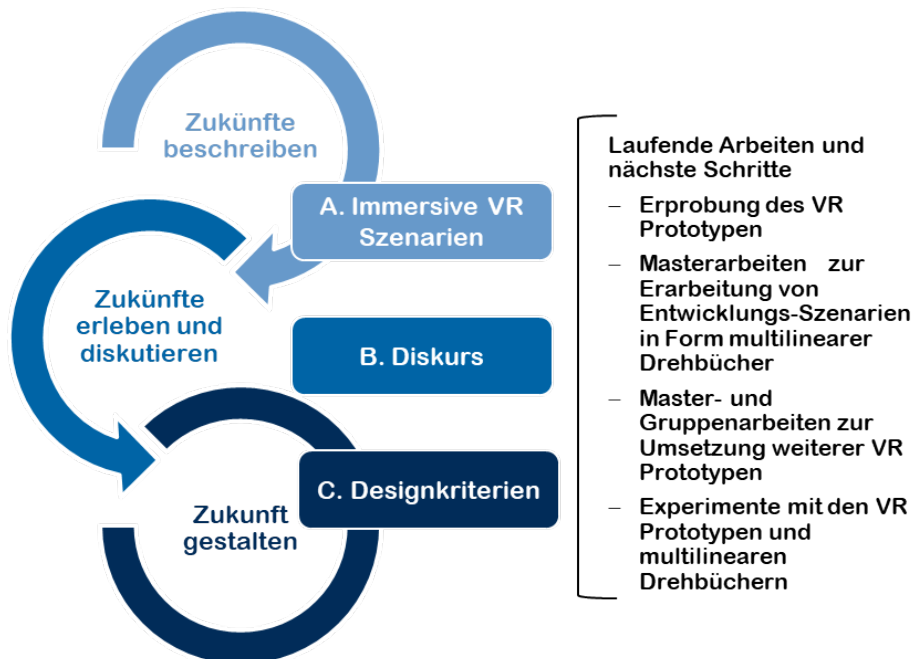 Zukünfte
beschreiben
A. Immersive VR
Szenarien
Zukünfte
erleben und
diskutieren
B. Diskurs
C. Designkriterien
Zukunft
gestalten
Laufende Arbeiten und
nächste Schritte
– Erprobung des VR
Prototypen
– Masterarbeiten zur
Erarbeitung von
Entwicklungs-Szenarien
in Form multilinearer
Drehbücher
– Master- und
Gruppenarbeiten zur
Umsetzung weiterer VR
Prototypen
– Experimente mit den VR
Prototypen und
multilinearen
Drehbüchern